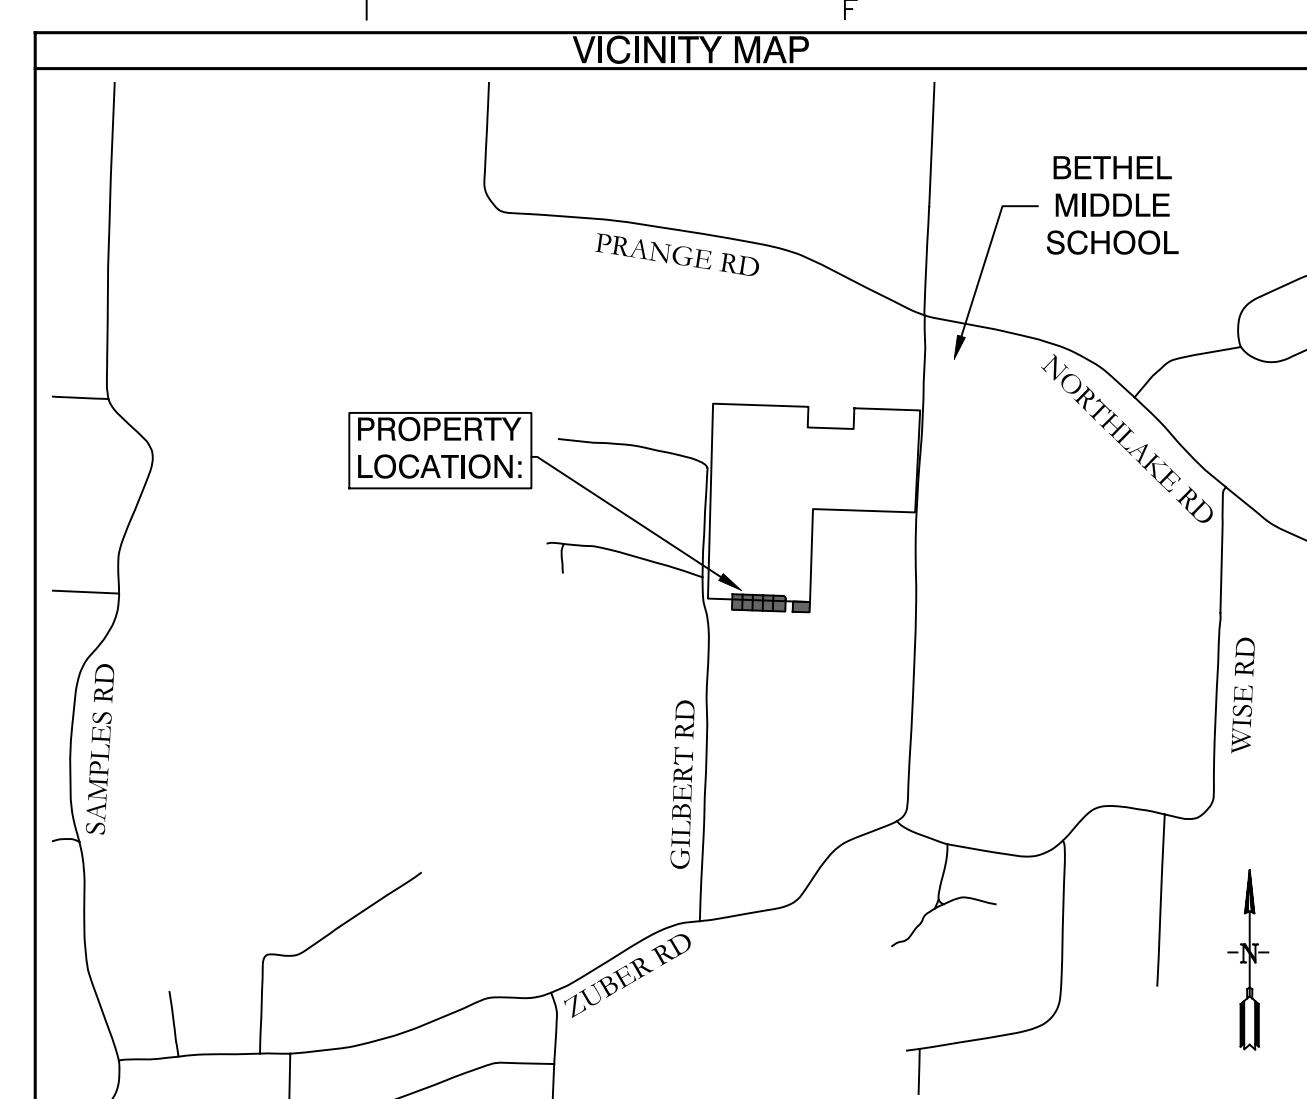 VICINITY MAP
BETHEL
MIDDLE
SCHOOL
PRANGE RD
NORTHLAKE RD
PROPERTY
LOCATION:
WISE RD
SAMPLES RD
GILBERT RD
ZUBER RD
N